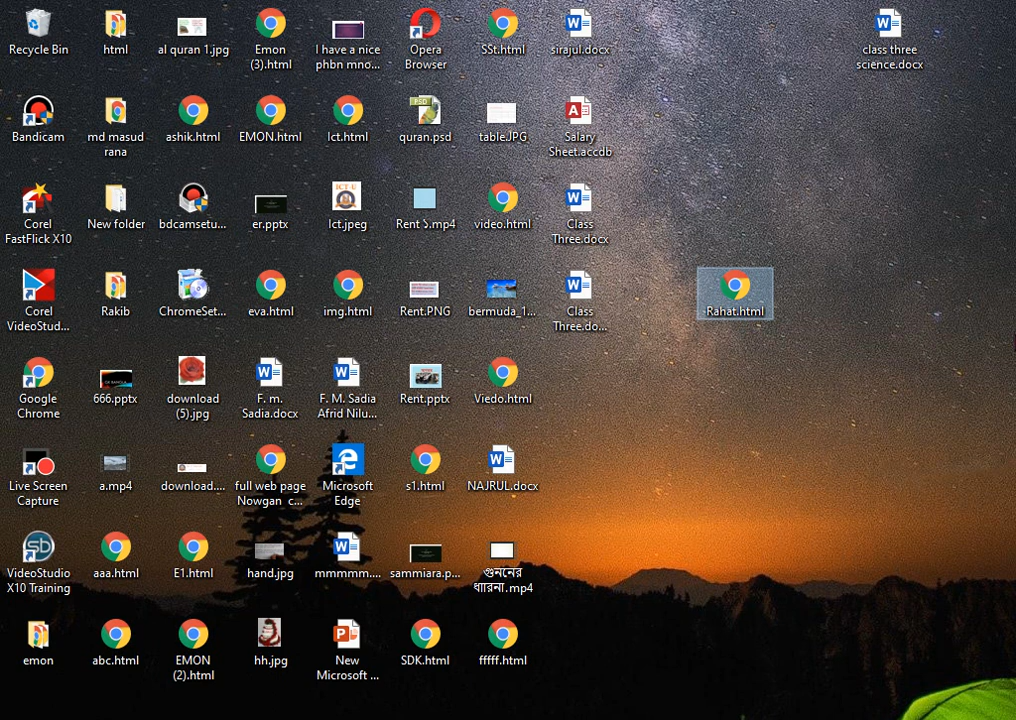 Recycle Bin
html
al quran 1.jpg
Emon
(3).html
I have a nice
phbn mno...
Opera
Browser
SSt.html
sirajul.docx
class three
science.docx
Bandicam
md masud
rana
ashik.html
EMON.html
Ict.html
PSD
quran.psd
table.JPG
Salary
Sheet.accdb
Corel
FastFlick X10
New folder
bdcamsetu...
er.pptx
ICT-U
Ict.jpeg
Rent ১.mp4
video.html
Class
Three.docx
Corel
VideoStud...
Rakib
ChromeSet...
eva.html
img.html
Rent.PNG
bermuda_1...
Class
Three.do...
Rahat.html
Google
Chrome
666.pptx
download
(5).jpg
F. m.
Sadia.docx
F. M. Sadia
Afrid Nilu...
Rent.pptx
Viedo.html
Live Screen
Capture
a.mp4
download....
full web page
Nowgan c...
Microsoft
Edge
s1.html
NAJRUL.docx
VideoStudio
X10 Training
aaa.html
E1.html
hand.jpg
mmmmm....
sammiara.p...
গুননের
ধাারনা.mp4
emon
abc.html
EMON
(2).html
hh.jpg
New
Microsoft ...
SDK.html
fffff.html